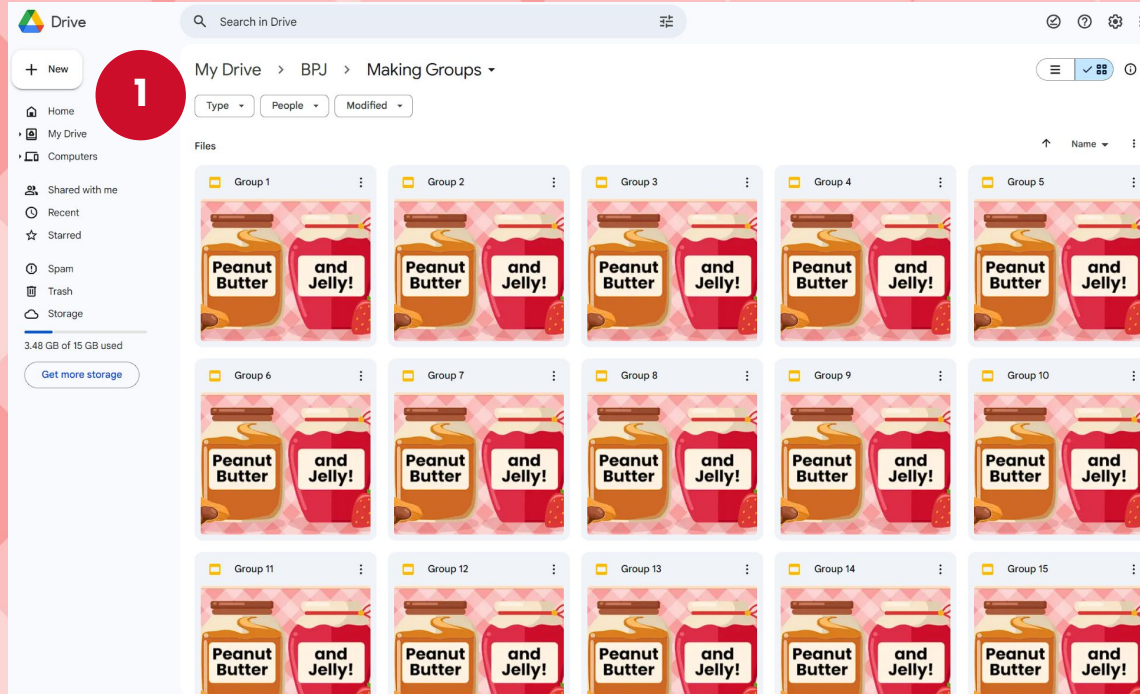 Drive
Search in Drive
New
1
My Drive > BPJ > Making Groups
Type People Modified
Home
My Drive
Computers
Shared with me
Recent
Starred
Spam
Trash
Storage
3.48 GB of 15 GB used
Get more storage
Files
Name
Group 1 Group 2 Group 3 Group 4 Group 5
Peanut and Peanut and Peanut and Peanut and Peanut and
Butter Jelly! Butter Jelly! Butter Jelly! Butter Jelly! Butter Jelly!
Group 6 Group 7 Group 8 Group 9 Group 10
Peanut and Peanut and Peanut and Peanut and Peanut and
Butter Jelly! Butter Jelly! Butter Jelly! Butter Jelly! Butter Jelly!
Group 11 Group 12 Group 13 Group 14 Group 15
Peanut and Peanut and Peanut and Peanut and Peanut and
Butter Jelly! Butter Jelly! Butter Jelly! Butter Jelly! Butter Jelly!